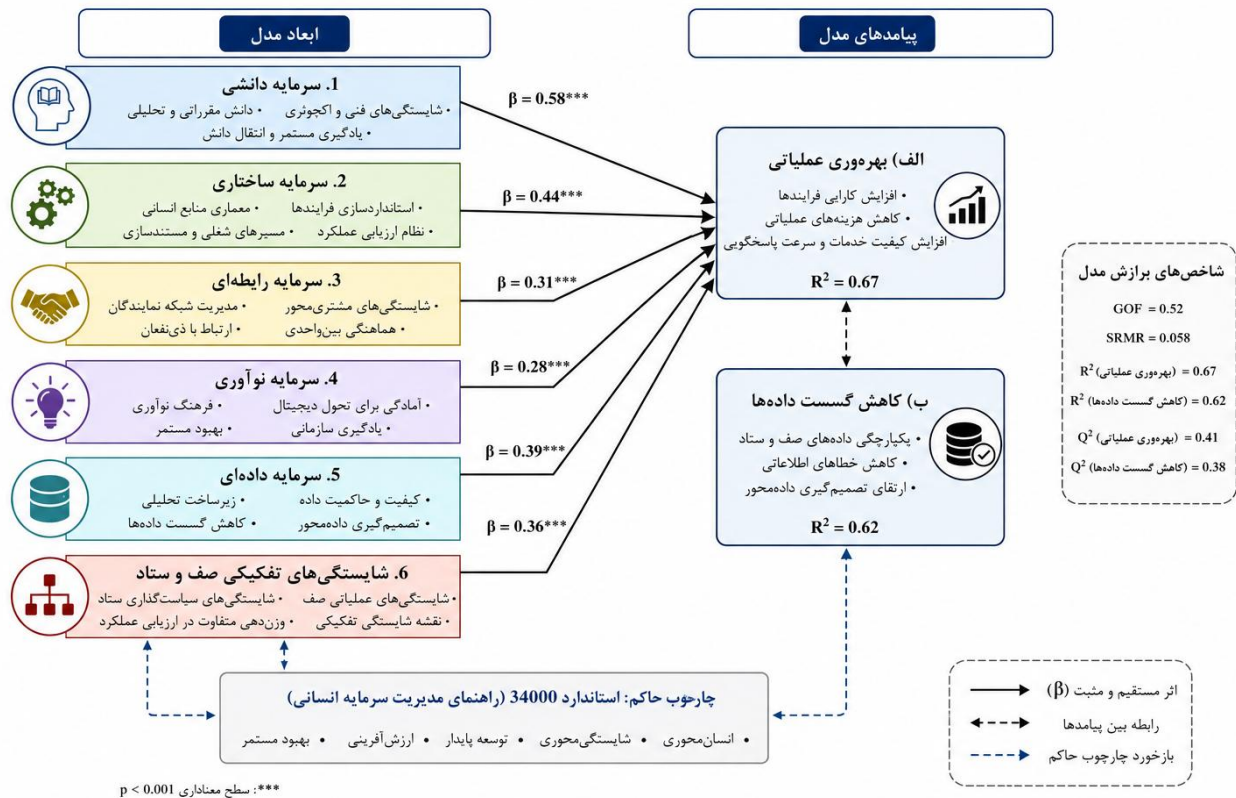 ابعاد مدل
پیامدهای مدل
1. سرمایه دانشی
• شایستگی‌های فنی و اکچوئری • دانش مقرراتی و تحلیلی
• یادگیری مستمر و انتقال دانش
2. سرمایه ساختاری
• استانداردسازی فرایندها • معماری منابع انسانی
• نظام ارزیابی عملکرد • مسیرهای شغلی و مستندسازی
3. سرمایه رابطه‌ای
• شایستگی‌های مشتری‌محور • مدیریت شبکه نمایندگان
• هماهنگی بین‌واحدی • ارتباط با ذی‌نفعان
4. سرمایه نوآوری
• آمادگی برای تحول دیجیتال • فرهنگ نوآوری
• یادگیری سازمانی • بهبود مستمر
5. سرمایه داده‌ای
• کیفیت و حاکمیت داده • زیرساخت تحلیلی
• تصمیم‌گیری داده‌محور • کاهش گسست داده‌ها
6. شایستگی‌های تفکیکی صف و ستاد
• شایستگی‌های عملیاتی صف • شایستگی‌های سیاست‌گذاری ستاد
• نقشه شایستگی تفکیکی • وزن‌دهی متفاوت در ارزیابی عملکرد
β = 0.58***
β = 0.44***
β = 0.31***
β = 0.28***
β = 0.39***
β = 0.36***
الف) بهره‌وری عملیاتی
• افزایش کارایی فرایندها
• کاهش هزینه‌های عملیاتی
افزایش کیفیت خدمات و سرعت پاسخگویی
R² = 0.67
ب) کاهش گسست داده‌ها
• یکپارچگی داده‌های صف و ستاد
• کاهش خطاهای اطلاعاتی
• ارتقای تصمیم‌گیری داده‌محور
R² = 0.62
شاخص‌های برازش مدل
GOF = 0.52
SRMR = 0.058
R² (بهره‌وری عملیاتی) = 0.67
R² (کاهش گسست داده‌ها) = 0.62
Q² (بهره‌وری عملیاتی) = 0.41
Q² (کاهش گسست داده‌ها) = 0.38
چارچوب حاکم: استاندارد 34000 (راهنمای مدیریت سرمایه انسانی)
• انسان‌محوری • شایستگی‌محوری • توسعه پایدار • ارزش‌آفرینی • بهبود مستمر
اثر مستقیم و مثبت (β)
رابطه بین پیامدها
بازخورد چارچوب حاکم
***: سطح معناداری p < 0.001